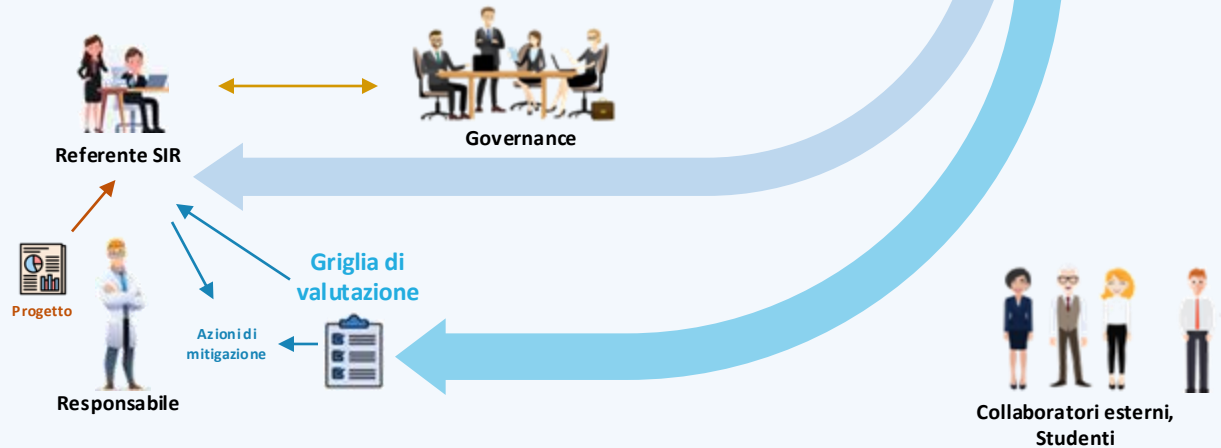 Governance
Referente SIR
Griglia di
valutazione
Progetto
Azioni di
mitigazione
Responsabile
Collaboratori esterni,
Studenti